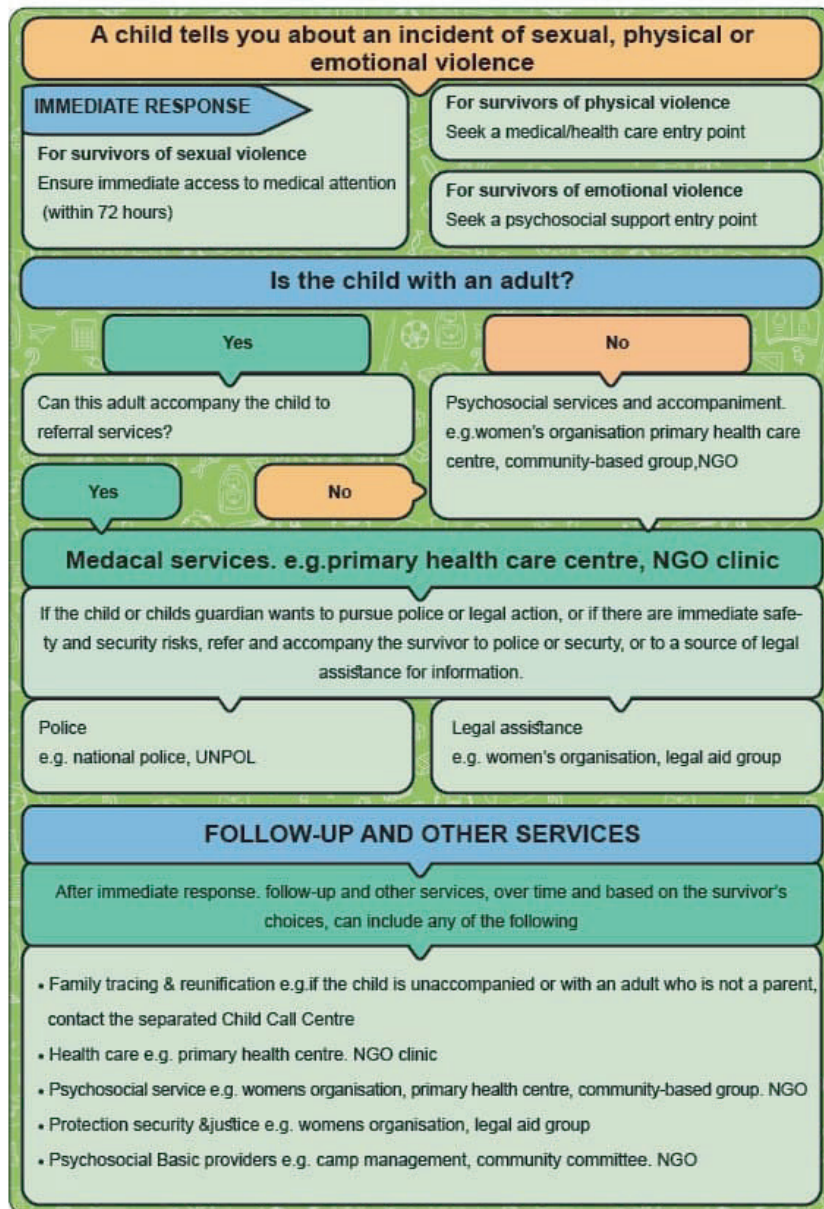 A child tells you about an incident of sexual, physical or
emotional violence
IMMEDIATE RESPONSE
For survivors of sexual violence
Ensure immediate access to medical attention
(within 72 hours)
For survivors of physical violence
Seek a medical/health care entry point
For survivors of emotional violence
Seek a psychosocial support entry point
Is the child with an adult?
Yes
No
Can this adult accompany the child to
referral services?
Psychosocial services and accompaniment.
e.g.women's organisation primary health care
centre, community-based group,NGO
Yes
No
Medacal services. e.g.primary health care centre, NGO clinic
If the child or childs guardian wants to pursue police or legal action, or if there are immediate safe-
ty and security risks, refer and accompany the survivor to police or securty, or to a source of legal
assistance for information.
Police
e.g. national police, UNPOL
Legal assistance
e.g. women's organisation, legal aid group
FOLLOW-UP AND OTHER SERVICES
After immediate response. follow-up and other services, over time and based on the survivor's
choices, can include any of the following
• Family tracing & reunification e.g.if the child is unaccompanied or with an adult who is not a parent,
contact the separated Child Call Centre
• Health care e.g. primary health centre. NGO clinic
• Psychosocial service e.g. womens organisation, primary health centre, community-based group. NGO
• Protection security &justice e.g. womens organisation, legal aid group
• Psychosocial Basic providers e.g. camp management, community committee. NGO